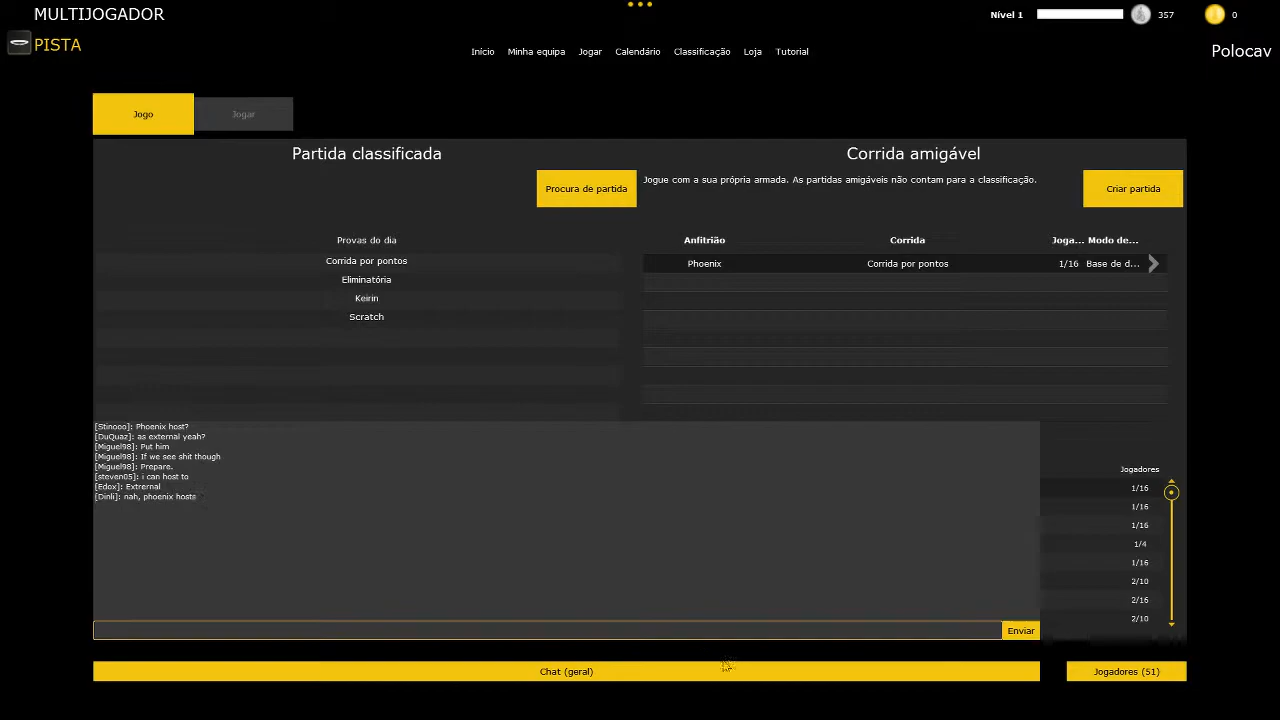 MULTIJOGADOR
Nível 1
357
0
PISTA
Início Minha equipa Jogar Calendário Classificação Loja Tutorial
Polocav
Jogo
Jogar
Partida classificada
Procura de partida
Provas do dia
Corrida por pontos
Eliminatória
Keirin
Scratch
Corrida amigável
Jogue com a sua própria armada. As partidas amigáveis não contam para a classificação.
Criar partida
Anfitrião Corrida Joga... Modo de...
Phoenix Corrida por pontos 1/16 Base de d...
[Stinooo]: Phoenix host?
[DuQuaz]: as external yeah?
[Miguel98]: Put him
[Miguel98]: If we see shit though
[Miguel98]: Prepare.
[steven05]: i can host to
[Edox]: Extrernal
[Dinli]: nah, phoenix hosts
Jogadores
1/16
1/16
1/16
1/4
1/16
2/10
2/16
2/10
Enviar
Chat (geral)
Jogadores (51)